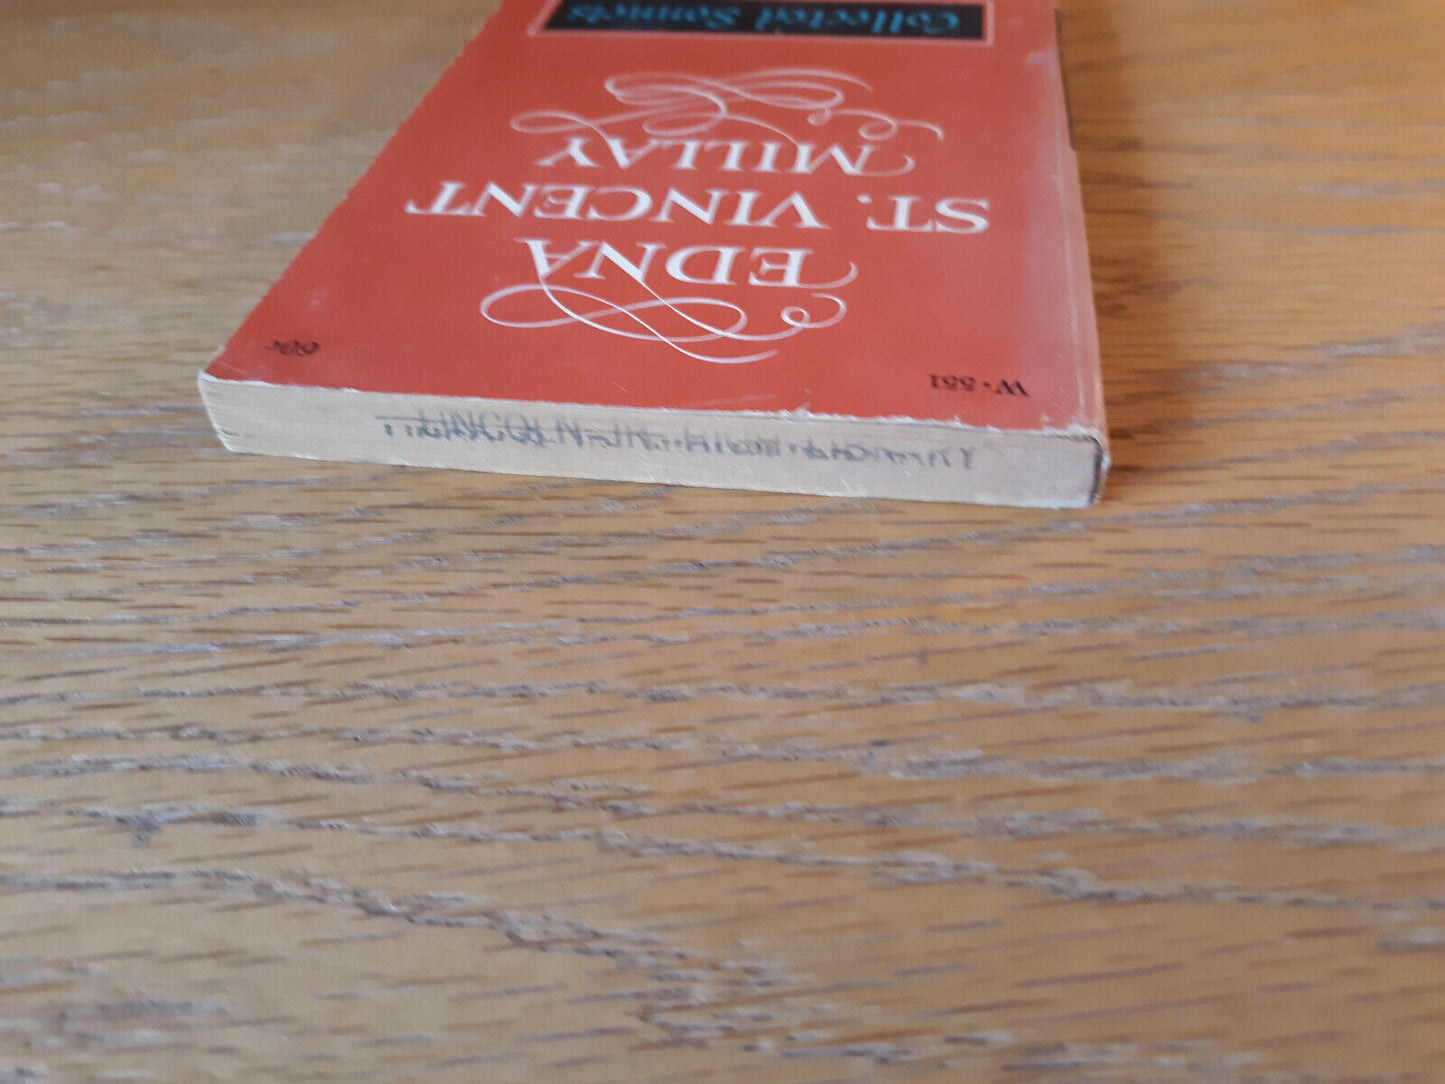 W•551
60¢
EDNA
ST. VINCENT
MILLAY
Collected Sonnets